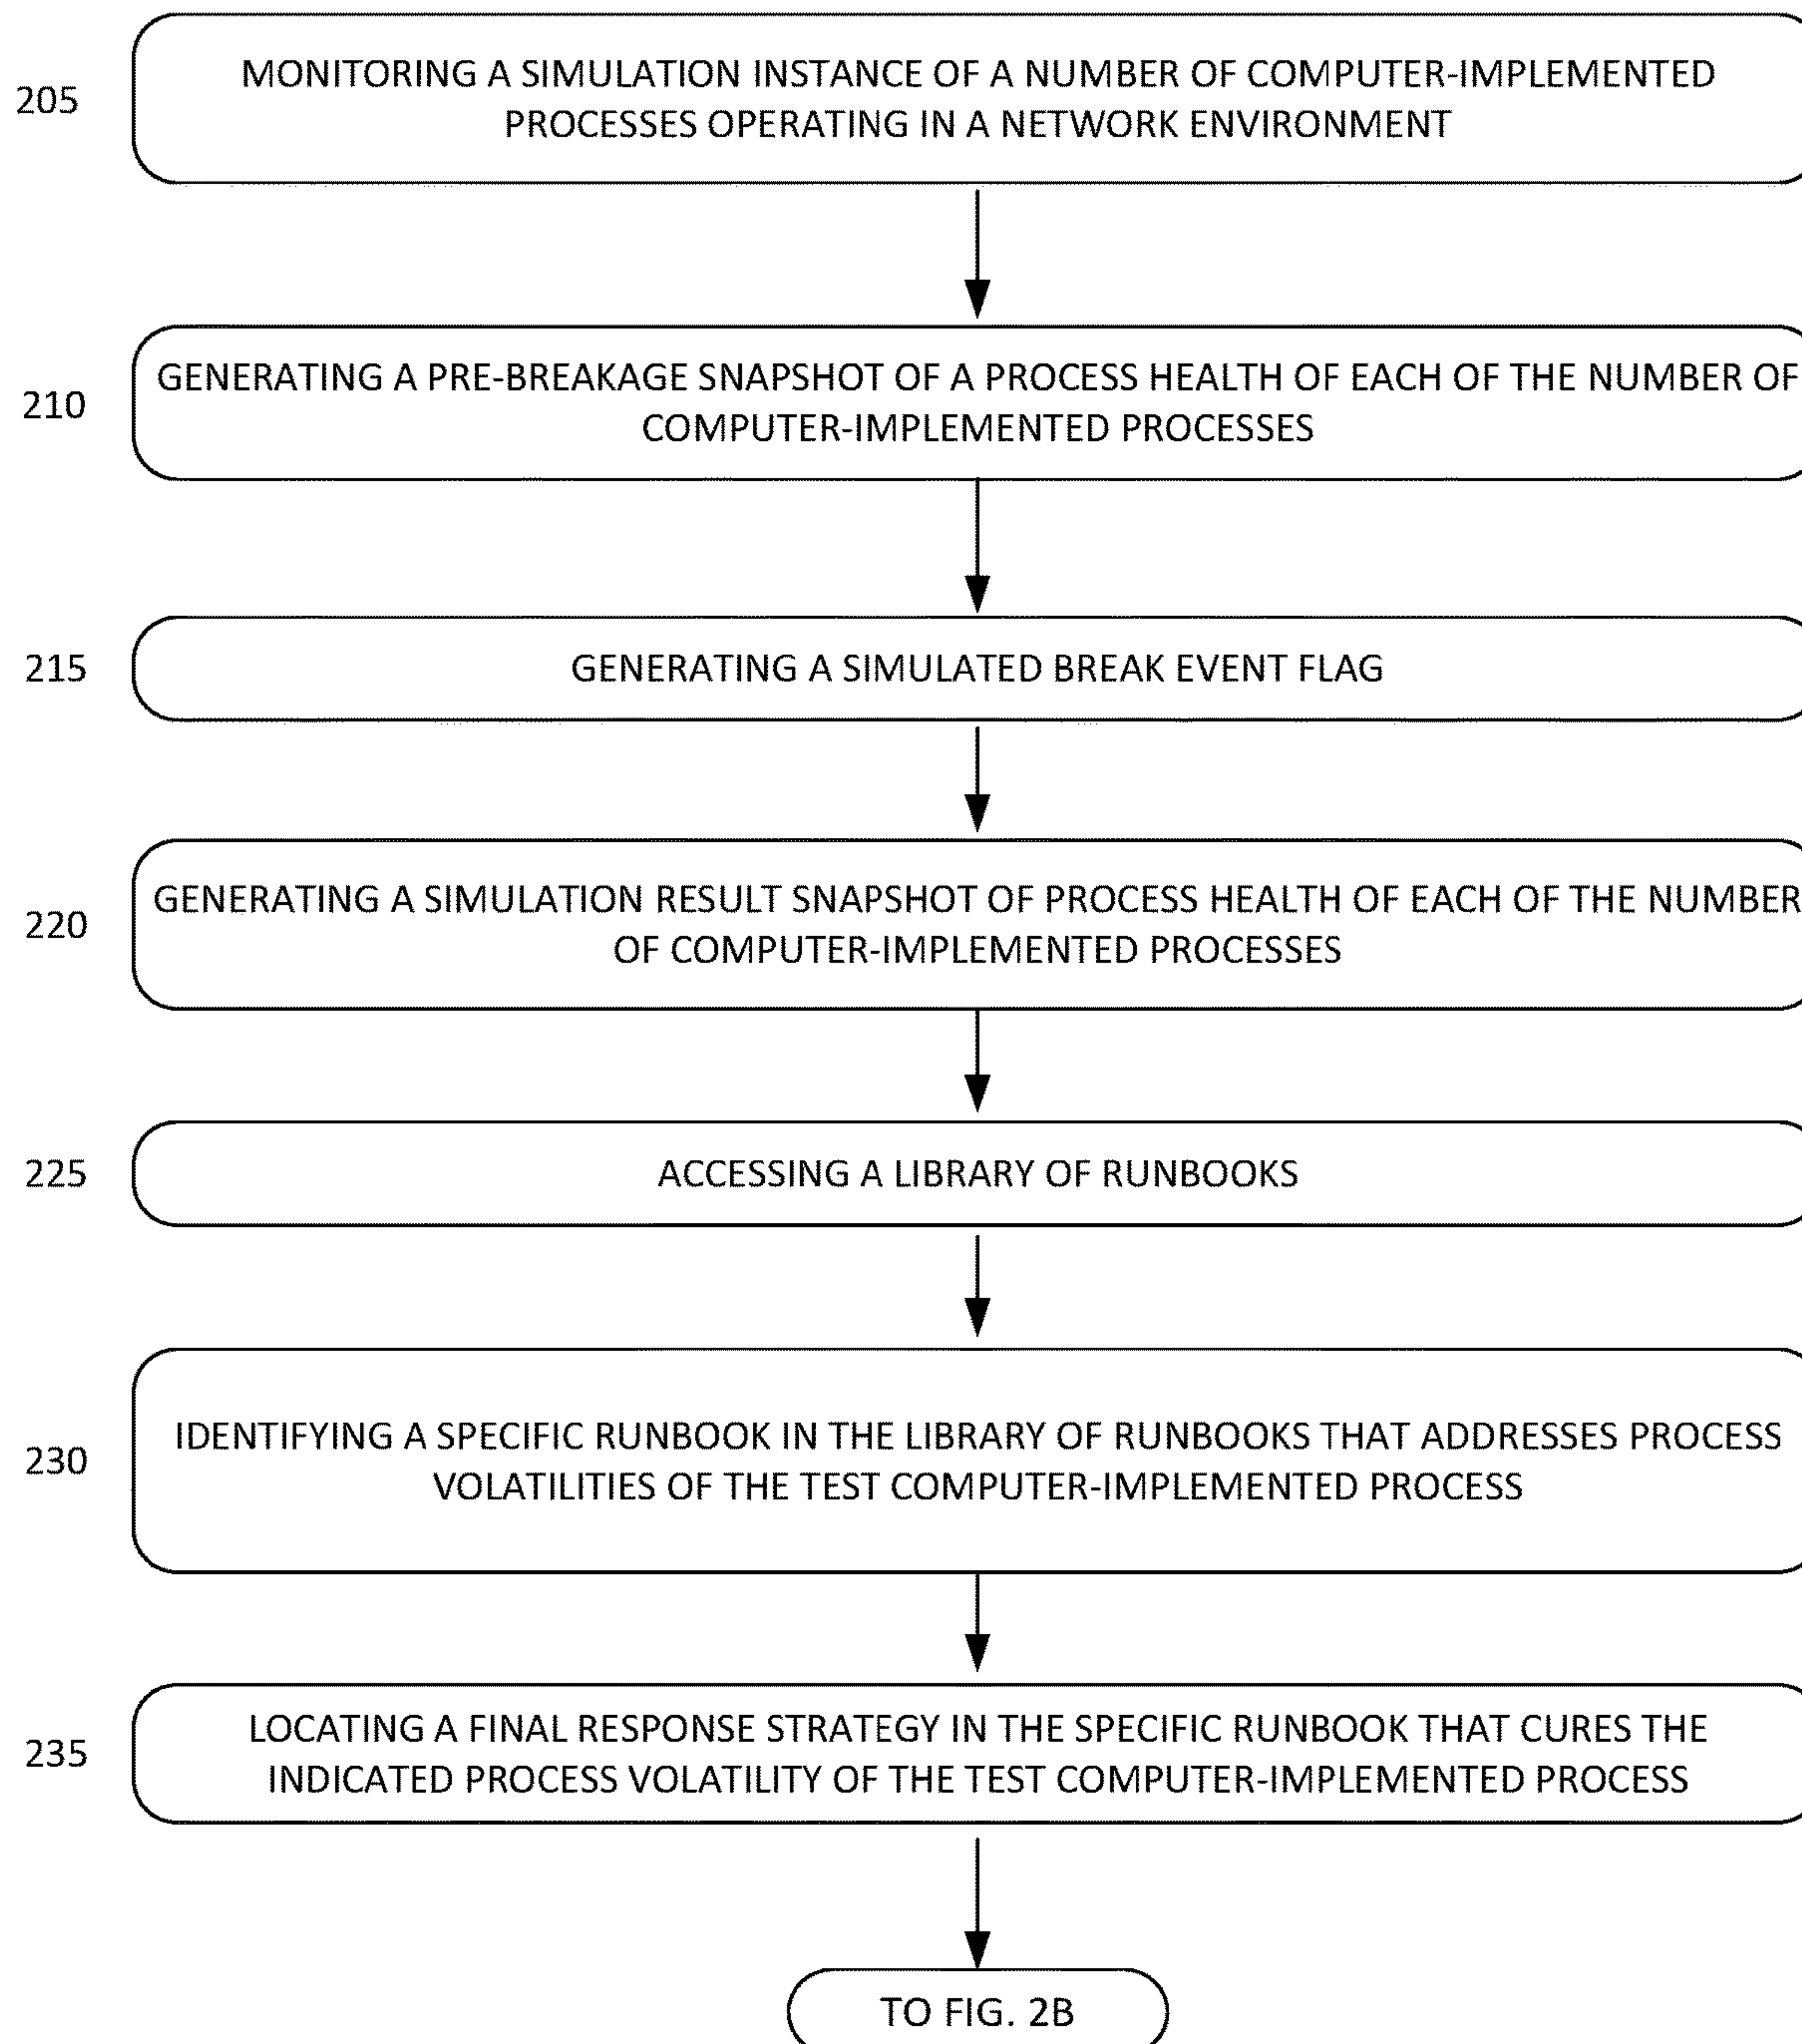 205
MONITORING A SIMULATION INSTANCE OF A NUMBER OF COMPUTER-IMPLEMENTED
PROCESSES OPERATING IN A NETWORK ENVIRONMENT
210
GENERATING A PRE-BREAKAGE SNAPSHOT OF A PROCESS HEALTH OF EACH OF THE NUMBER OF
COMPUTER-IMPLEMENTED PROCESSES
215
GENERATING A SIMULATED BREAK EVENT FLAG
220
GENERATING A SIMULATION RESULT SNAPSHOT OF PROCESS HEALTH OF EACH OF THE NUMBER
OF COMPUTER-IMPLEMENTED PROCESSES
225
ACCESSING A LIBRARY OF RUNBOOKS
230
IDENTIFYING A SPECIFIC RUNBOOK IN THE LIBRARY OF RUNBOOKS THAT ADDRESSES PROCESS
VOLATILITIES OF THE TEST COMPUTER-IMPLEMENTED PROCESS
235
LOCATING A FINAL RESPONSE STRATEGY IN THE SPECIFIC RUNBOOK THAT CURES THE
INDICATED PROCESS VOLATILITY OF THE TEST COMPUTER-IMPLEMENTED PROCESS
TO FIG. 2B